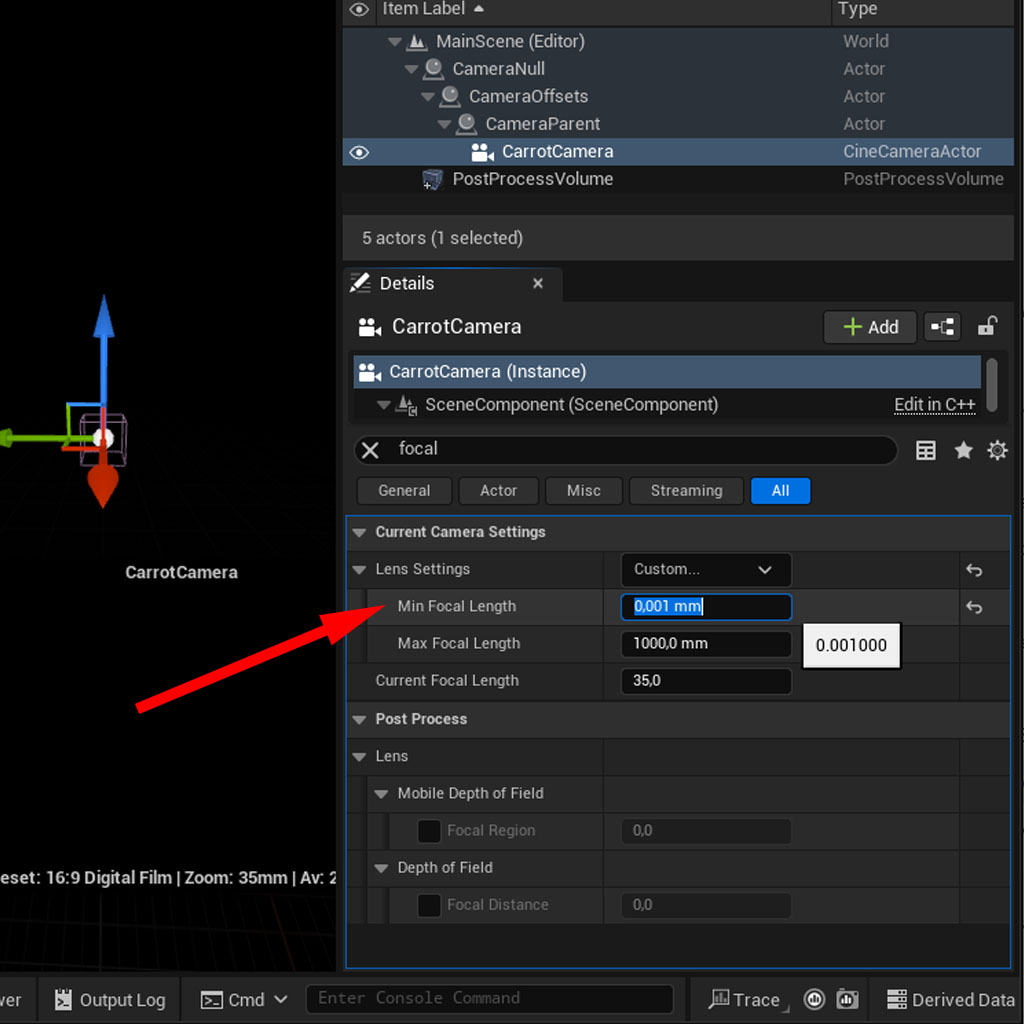 Item Label Type
MainScene (Editor) World
CameraNull Actor
CameraOffsets Actor
CameraParent Actor
CarrotCamera CineCameraActor
PostProcessVolume PostProcessVolume
5 actors (1 selected)
Details
CarrotCamera Add
CarrotCamera (Instance)
SceneComponent (SceneComponent) Edit in C++
focal
General Actor Misc Streaming All
Current Camera Settings
CarrotCamera
Lens Settings Custom...
Min Focal Length 0,001 mm
Max Focal Length 1000,0 mm 0.001000
Current Focal Length 35,0
Post Process
Lens
Mobile Depth of Field
Focal Region 0,0
Depth of Field
eset: 16:9 Digital Film | Zoom: 35mm | Av: 2
Focal Distance 0,0
wer Output Log Cmd Enter Console Command Trace Derived Data